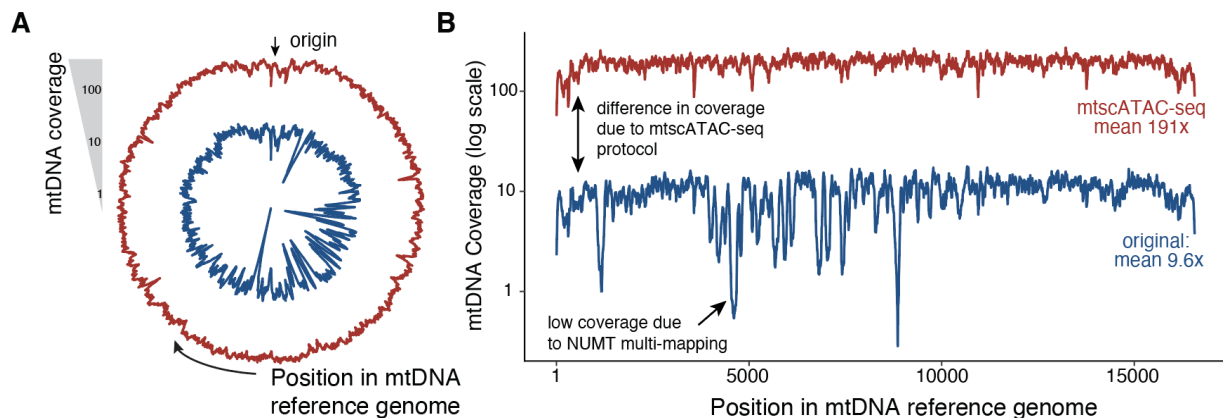 A
origin
mtDNA coverage
100
10
1
Position in mtDNA
reference genome
B
mtDNA Coverage (log scale)
100
10
1
difference in coverage
due to mtscATAC-seq
protocol
mtscATAC-seq
mean 191x
original:
mean 9.6x
low coverage due
to NUMT multi-mapping
1
5000
10000
15000
Position in mtDNA reference genome